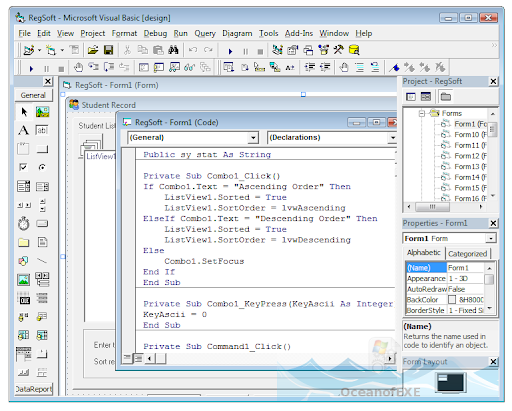 RegSoft - Microsoft Visual Basic [design]
File Edit View Project Format Debug Run Query Diagram Tools Add-Ins Window Help
General
DataReport
RegSoft - Form1 (Form)
Student Record
Student List
ListView1
Enter
Sort re
RegSoft - Form1 (Code)
(General) (Declarations)
Public sy_stat As String
Private Sub Combo1_Click()
If Combo1.Text = "Ascending Order" Then
ListView1.Sorted = True
ListView1.SortOrder = lvwAscending
ElseIf Combo1.Text = "Descending Order" Then
ListView1.Sorted = True
ListView1.SortOrder = lvwDescending
Else
Combo1.SetFocus
End If
End Sub
Private Sub Combo1_KeyPress(KeyAscii As Integer
KeyAscii = 0
End Sub
Private Sub Command1_Click()
Project - RegSoft
Forms
Form1 (Fo
Form10 (F
Form11 (F
Form12 (F
Form13 (F
Form14 (F
Form15 (F
Form16 (F
Properties - Form1
Form1 Form
Alphabetic Categorized
(Name) Form1
Appearance 1 - 3D
AutoRedraw False
BackColor &H8000
BorderStyle 1 - Fixed Si
(Name)
Returns the name used in
code to identify an object.
Form Layout
OceanofEXE